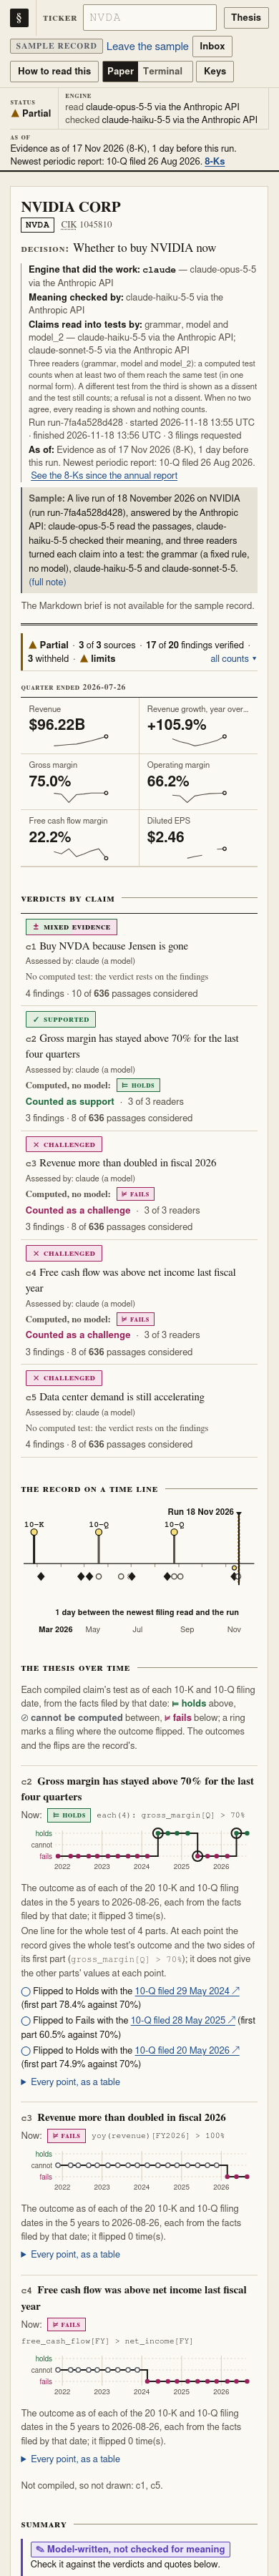 § TICKER NVDA Thesis
SAMPLE RECORD Leave the sample Inbox
How to read this Paper Terminal Keys
STATUS
▲ Partial
ENGINE
read claude-opus-5-5 via the Anthropic API
checked claude-haiku-5-5 via the Anthropic API
AS OF
Evidence as of 17 Nov 2026 (8-K), 1 day before this run.
Newest periodic report: 10-Q filed 26 Aug 2026. 8-Ks
NVIDIA CORP
NVDA CIK 1045810
DECISION: Whether to buy NVIDIA now
Engine that did the work: claude — claude-opus-5-5
via the Anthropic API
Meaning checked by: claude-haiku-5-5 via the
Anthropic API
Claims read into tests by: grammar, model and
model_2 — claude-haiku-5-5 via the Anthropic API;
claude-sonnet-5-5 via the Anthropic API
Three readers (grammar, model and model_2): a computed test
counts when at least two of them reach the same test (in one
normal form). A different test from the third is shown as a dissent
and the test still counts; a refusal is not a dissent. When no two
agree, every reading is shown and nothing counts.
Run run-7fa4a528d428 · started 2026-11-18 13:55 UTC
· finished 2026-11-18 13:56 UTC · 3 filings requested
As of: Evidence as of 17 Nov 2026 (8-K), 1 day before
this run. Newest periodic report: 10-Q filed 26 Aug 2026.
See the 8-Ks since the annual report
Sample: A live run of 18 November 2026 on NVIDIA
(run run-7fa4a528d428), answered by the Anthropic
API: claude-opus-5-5 read the passages, claude-
haiku-5-5 checked their meaning, and three readers
turned each claim into a test: the grammar (a fixed rule,
no model), claude-haiku-5-5 and claude-sonnet-5-5.
(full note)
The Markdown brief is not available for the sample record.
▲ Partial · 3 of 3 sources · 17 of 20 findings verified ·
3 withheld · ▲ limits all counts ▾
QUARTER ENDED 2026-07-26
Revenue
$96.22B
Revenue growth, year over...
+105.9%
Gross margin
75.0%
Operating margin
66.2%
Free cash flow margin
22.2%
Diluted EPS
$2.46
VERDICTS BY CLAIM
± MIXED EVIDENCE
c1 Buy NVDA because Jensen is gone
Assessed by: claude (a model)
No computed test: the verdict rests on the findings
4 findings · 10 of 636 passages considered
✓ SUPPORTED
c2 Gross margin has stayed above 70% for the last
four quarters
Assessed by: claude (a model)
Computed, no model: ⊨ HOLDS
Counted as support · 3 of 3 readers
3 findings · 8 of 636 passages considered
× CHALLENGED
c3 Revenue more than doubled in fiscal 2026
Assessed by: claude (a model)
Computed, no model: ⊭ FAILS
Counted as a challenge · 3 of 3 readers
3 findings · 8 of 636 passages considered
× CHALLENGED
c4 Free cash flow was above net income last fiscal
year
Assessed by: claude (a model)
Computed, no model: ⊭ FAILS
Counted as a challenge · 3 of 3 readers
3 findings · 8 of 636 passages considered
× CHALLENGED
c5 Data center demand is still accelerating
Assessed by: claude (a model)
No computed test: the verdict rests on the findings
4 findings · 8 of 636 passages considered
THE RECORD ON A TIME LINE
Run 18 Nov 2026
10-K 10-Q 10-Q
1 day between the newest filing read and the run
Mar 2026 May Jul Sep Nov
THE THESIS OVER TIME
Each compiled claim's test as of each 10-K and 10-Q filing
date, from the facts filed by that date: ⊨ holds above,
⊘ cannot be computed between, ⊭ fails below; a ring
marks a filing where the outcome flipped. The outcomes
and the flips are the record's.
c2 Gross margin has stayed above 70% for the last
four quarters
Now: ⊨ HOLDS each(4): gross_margin[Q] > 70%
holds
cannot
fails
2022 2023 2024 2025 2026
The outcome as of each of the 20 10-K and 10-Q filing
dates in the 5 years to 2026-08-26, each from the facts
filed by that date; it flipped 3 time(s).
One line for the whole test of 4 parts. At each point the
record gives the whole test's outcome and the two sides of
its first part (gross_margin[Q] > 70%); it does not give
the other parts' values at each point.
◯ Flipped to Holds with the 10-Q filed 29 May 2024 ↗
(first part 78.4% against 70%)
◯ Flipped to Fails with the 10-Q filed 28 May 2025 ↗ (first
part 60.5% against 70%)
◯ Flipped to Holds with the 10-Q filed 20 May 2026 ↗
(first part 74.9% against 70%)
▶ Every point, as a table
c3 Revenue more than doubled in fiscal 2026
Now: ⊭ FAILS yoy(revenue)[FY2026] > 100%
holds
cannot
fails
2022 2023 2024 2025 2026
The outcome as of each of the 20 10-K and 10-Q filing
dates in the 5 years to 2026-08-26, each from the facts
filed by that date; it flipped 0 time(s).
▶ Every point, as a table
c4 Free cash flow was above net income last fiscal
year
Now: ⊭ FAILS
free_cash_flow[FY] > net_income[FY]
holds
cannot
fails
2022 2023 2024 2025 2026
The outcome as of each of the 20 10-K and 10-Q filing
dates in the 5 years to 2026-08-26, each from the facts
filed by that date; it flipped 0 time(s).
▶ Every point, as a table
Not compiled, so not drawn: c1, c5.
SUMMARY
✎ Model-written, not checked for meaning
Check it against the verdicts and quotes below.